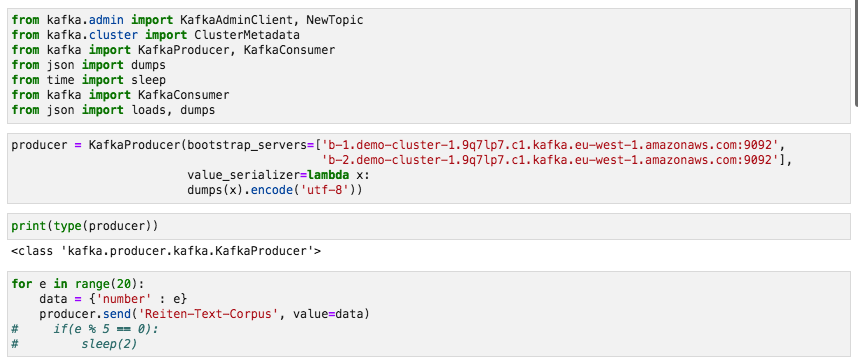 from kafka.admin import KafkaAdminClient, NewTopic
from kafka.cluster import ClusterMetadata
from kafka import KafkaProducer, KafkaConsumer
from json import dumps
from time import sleep
from kafka import KafkaConsumer
from json import loads, dumps
producer = KafkaProducer(bootstrap_servers=['b-1.demo-cluster-1.9q7lp7.c1.kafka.eu-west-1.amazonaws.com:9092',
'b-2.demo-cluster-1.9q7lp7.c1.kafka.eu-west-1.amazonaws.com:9092'],
value_serializer=lambda x:
dumps(x).encode('utf-8'))
print(type(producer))
<class 'kafka.producer.kafka.KafkaProducer'>
for e in range(20):
    data = {'number' : e}
    producer.send('Reiten-Text-Corpus', value=data)
#     if(e % 5 == 0):
#         sleep(2)